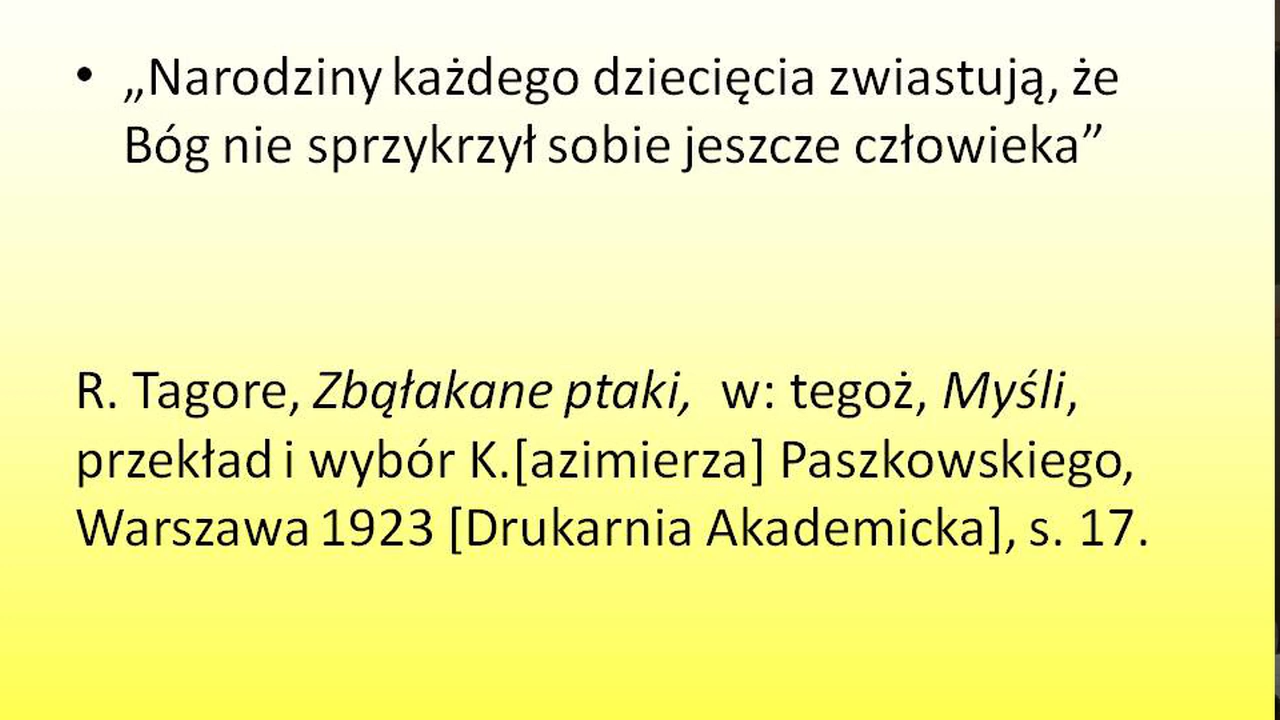 • „Narodziny każdego dziecięcia zwiastują, że
Bóg nie sprzykrzył sobie jeszcze człowieka”
R. Tagore, Zbąłakane ptaki, w: tegoż, Myśli,
przekład i wybór K.[azimierza] Paszkowskiego,
Warszawa 1923 [Drukarnia Akademicka], s. 17.